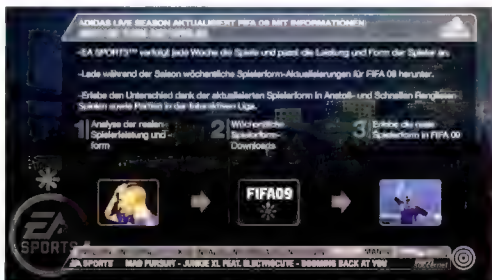 ADIDAS LIVE SEASON AKTUALISIERT FIFA 09 MIT INFORMATIONEN
-EA SPORTS™ verfolgt jede Woche die Spiele und passt die Leistung und Form der Spieler an.
-Lade während der Saison wöchentliche Spielerform-Aktualisierungen für FIFA 09 herunter.
-Erlebe den Unterschied dank der aktualisierten Spielerform in Anstoß- und Schnellen Ranglisten-
Spielen sowie Partien in der Interaktiven Liga.
1 Analyse der realen
Spielerleistung und -
form
2 Wöchentliche
Spielerform-
Downloads
3 Erlebe die neue
Spielerform in FIFA 09
FIFA09
EA
SPORTS
EA SPORTS MAD PURSUIT - JUNKIE XL FEAT. ELECTROCUTE - BOOMING BACK AT YOU